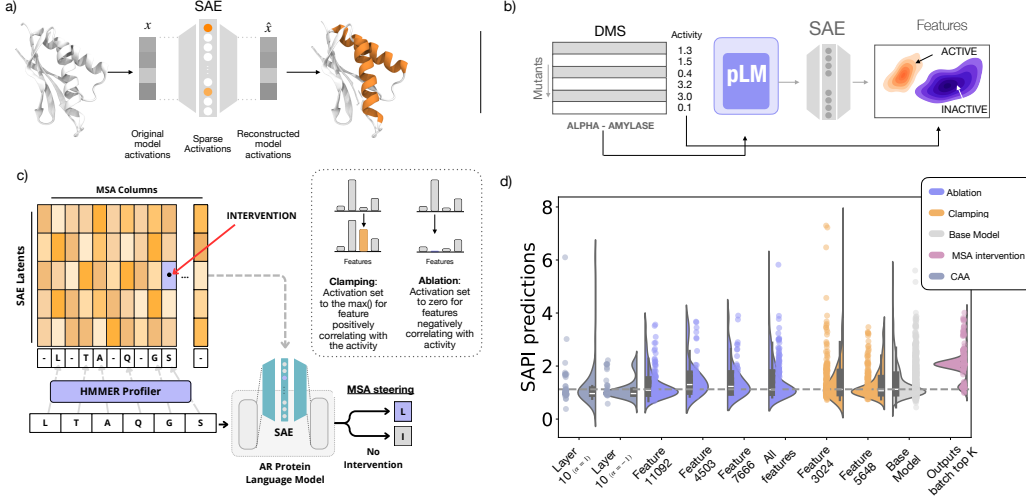 a)
SAE
x
x̂
Original
model
activations
Sparse
Activations
Reconstructed
model
activations
b)
DMS
Activity
1.3
1.5
0.4
3.2
3.0
0.1
Mutants
ALPHA - AMYLASE
pLM
SAE
Features
ACTIVE
INACTIVE
c)
MSA Columns
SAE Latents
INTERVENTION
...
- L - T A - Q - G S -
HMMER Profiler
L T A Q G S
SAE
AR Protein
Language Model
MSA steering
L
I
No
Intervention
Features
Features
Clamping:
Activation set
to the max() for
feature
positively
correlating with
the activity
Ablation:
Activation set
to zero for
features
negatively
correlating with
activity
d)
SAPI predictions
8
6
4
2
0
Ablation
Clamping
Base Model
MSA intervention
CAA
Layer
10 (α = 1)
Layer
10 (α = −1)
Feature
11092
Feature
4503
Feature
7666
All
features
Feature
3024
Feature
5648
Base
Model
Outputs
batch top K